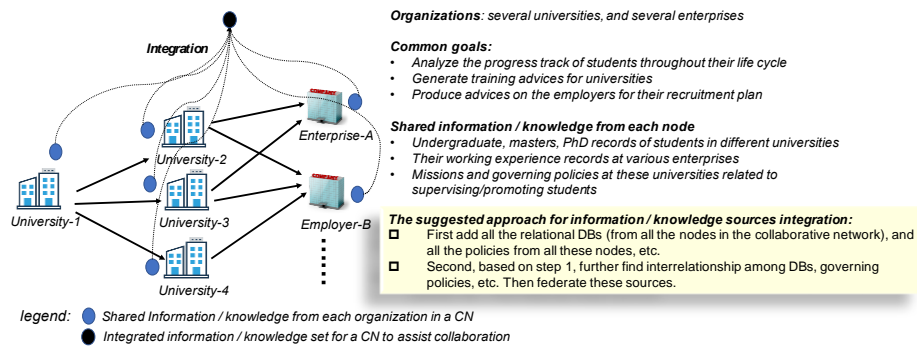 Integration
Enterprise-A
University-2
University-1
University-3
Employer-B
University-4
Organizations: several universities, and several enterprises
Common goals:
• Analyze the progress track of students throughout their life cycle
• Generate training advices for universities
• Produce advices on the employers for their recruitment plan
Shared information / knowledge from each node
• Undergraduate, masters, PhD records of students in different universities
• Their working experience records at various enterprises
• Missions and governing policies at these universities related to
supervising/promoting students
The suggested approach for information / knowledge sources integration:
First add all the relational DBs (from all the nodes in the collaborative network), and
all the policies from all these nodes, etc.
Second, based on step 1, further find interrelationship among DBs, governing
policies, etc. Then federate these sources.
legend:
Shared Information / knowledge from each organization in a CN
Integrated information / knowledge set for a CN to assist collaboration